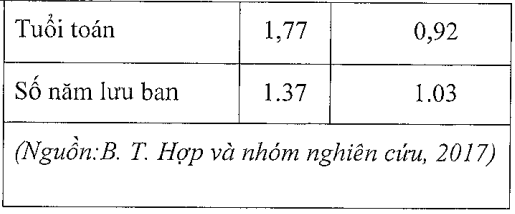 Tuổi toán 1,77 0,92
Số năm lưu ban 1.37 1.03
(Nguồn:B. T. Hợp và nhóm nghiên cứu, 2017)